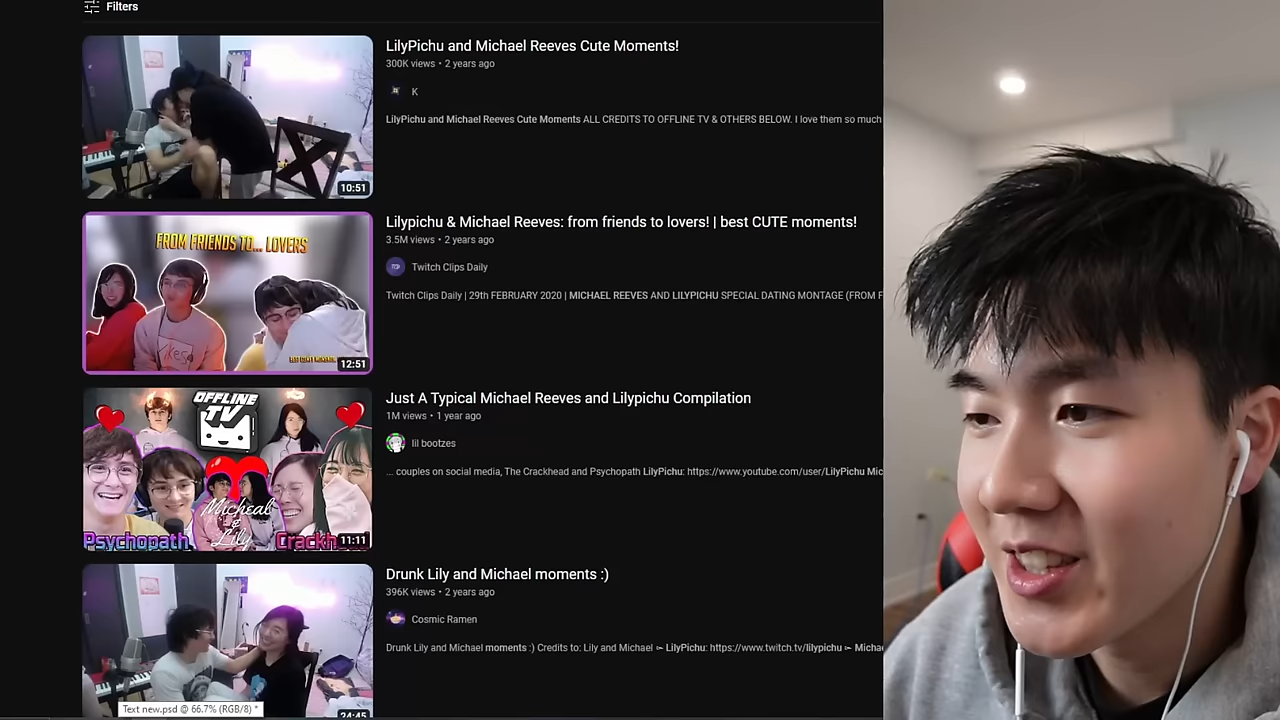 Filters
LilyPichu and Michael Reeves Cute Moments!
300K views • 2 years ago
K
LilyPichu and Michael Reeves Cute Moments ALL CREDITS TO OFFLINE TV & OTHERS BELOW. I love them so much
10:51
Lilypichu & Michael Reeves: from friends to lovers! | best CUTE moments!
3.5M views • 2 years ago
FROM FRIENDS TO... LOVERS
Twitch Clips Daily
Twitch Clips Daily | 29th FEBRUARY 2020 | MICHAEL REEVES AND LILYPICHU SPECIAL DATING MONTAGE (FROM F
12:51
Just A Typical Michael Reeves and Lilypichu Compilation
1M views • 1 year ago
OFFLINE
TV
lil bootzes
... couples on social media, The Crackhead and Psychopath LilyPichu: https://www.youtube.com/user/LilyPichu Mic
Micheal
&
Lily
Psychopath
Crackh
11:11
Drunk Lily and Michael moments :)
396K views • 2 years ago
Cosmic Ramen
Drunk Lily and Michael moments :) Credits to: Lily and Michael ➣ LilyPichu: https://www.twitch.tv/lilypichu ➣ Michae
Text new.psd @ 66.7% (RGB/8) *
24:45